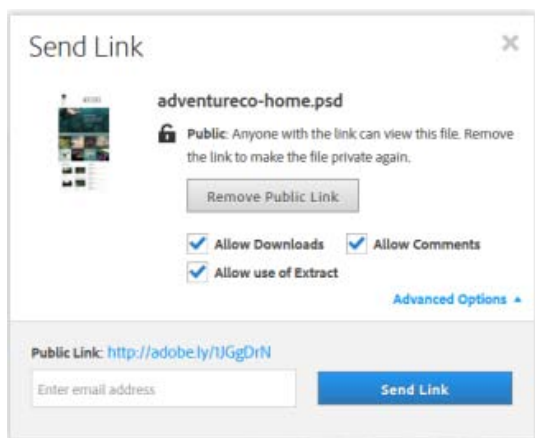 Send Link
adventureco-home.psd
Public: Anyone with the link can view this file. Remove
the link to make the file private again.
Remove Public Link
Allow Downloads
Allow Comments
Allow use of Extract
Advanced Options
Public Link: http://adobe.ly/1JGgDrN
Enter email address
Send Link